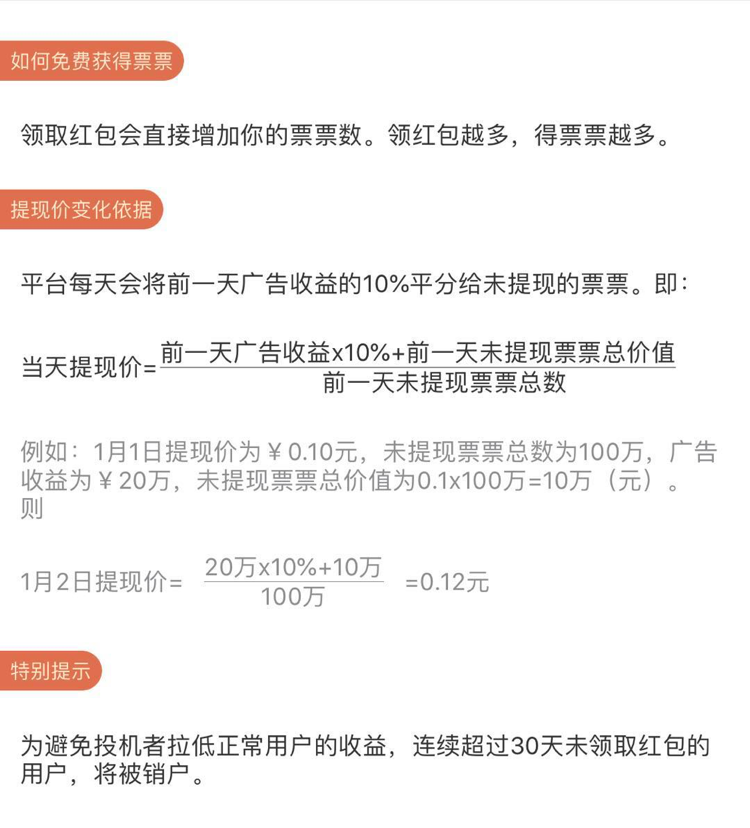 如何免费获得票票
领取红包会直接增加你的票票数。领红包越多，得票票越多。
提现价变化依据
平台每天会将前一天广告收益的10%平分给未提现的票票。即：
当天提现价=
前一天广告收益x10%+前一天未提现票票总价值
前一天未提现票票总数
例如：1月1日提现价为￥0.10元，未提现票票总数为100万，广告
收益为￥20万，未提现票票总价值为0.1x100万=10万（元）。
则
1月2日提现价=
20万x10%+10万
100万
=0.12元
特别提示
为避免投机者拉低正常用户的收益，连续超过30天未领取红包的
用户，将被销户。